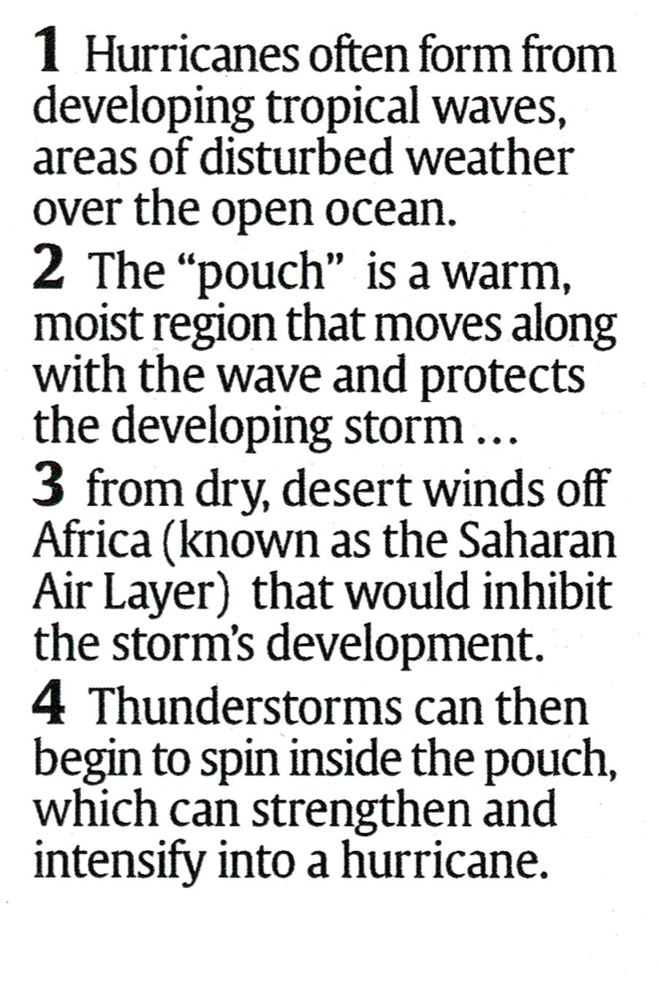 1 Hurricanes often form from
developing tropical waves,
areas of disturbed weather
over the open ocean.
2 The “pouch” is a warm,
moist region that moves along
with the wave and protects
the developing storm ...
3 from dry, desert winds off
Africa (known as the Saharan
Air Layer) that would inhibit
the storm’s development.
4 Thunderstorms can then
begin to spin inside the pouch,
which can strengthen and
intensify into a hurricane.